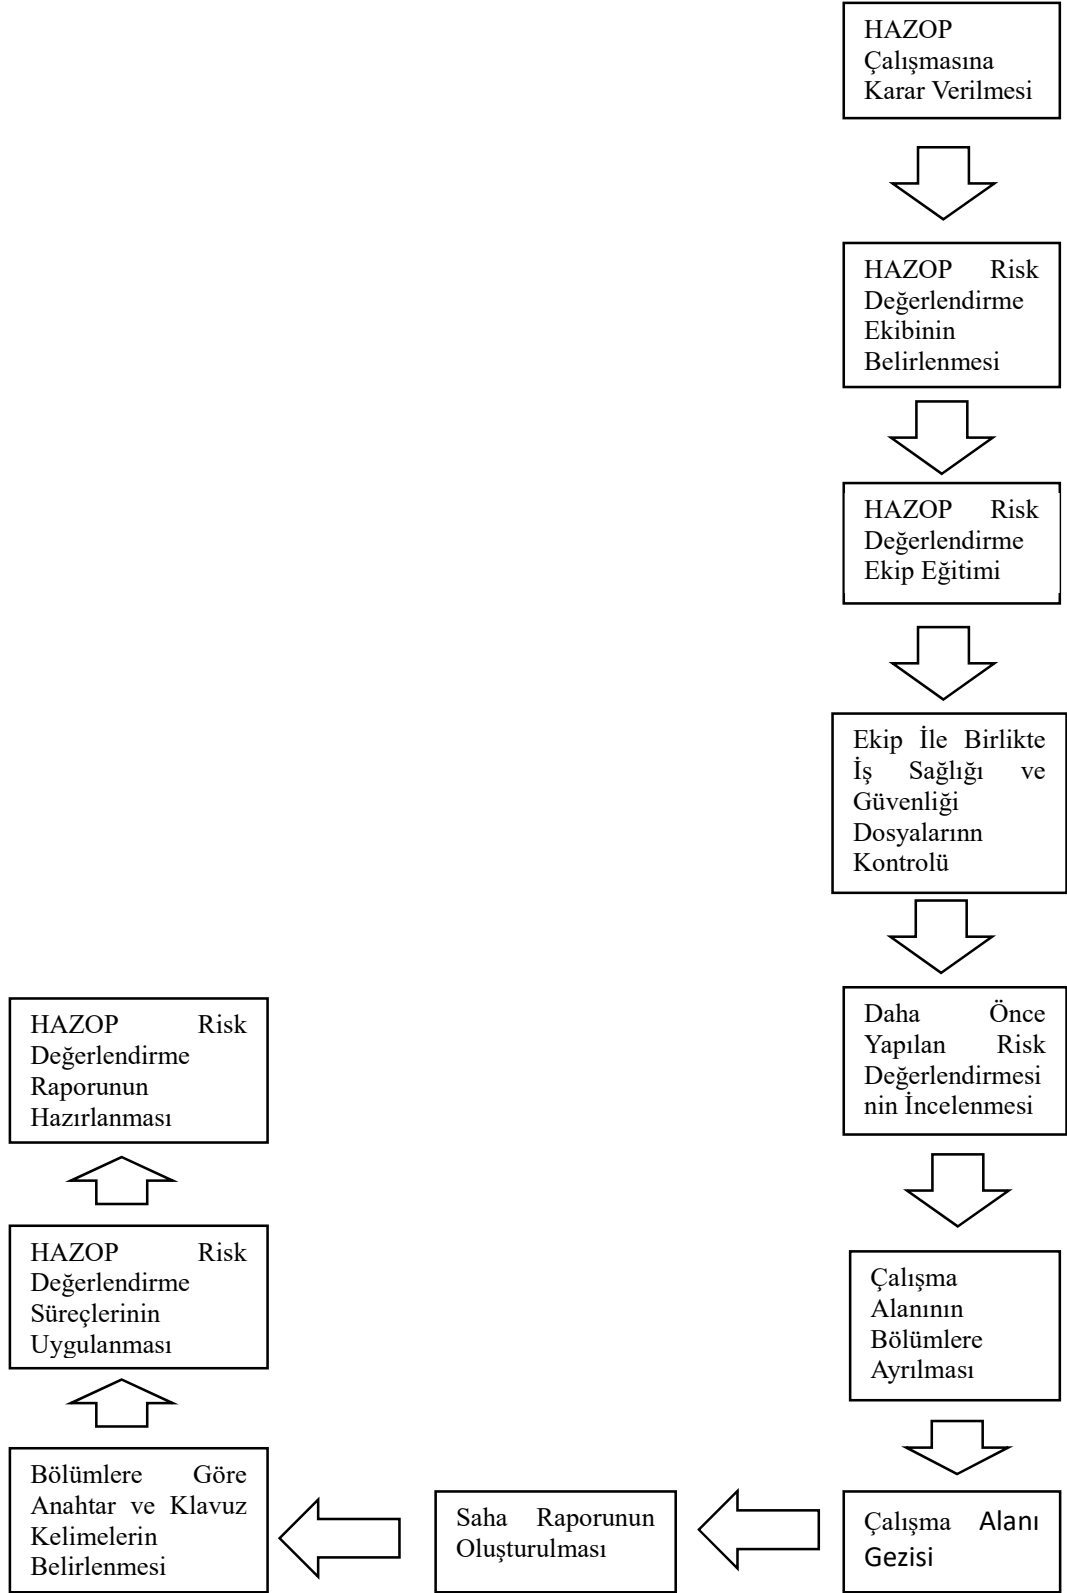 HAZOP
Çalışmasına
Karar Verilmesi
HAZOP Risk
Değerlendirme
Ekibinin
Belirlenmesi
HAZOP Risk
Değerlendirme
Ekip Eğitimi
Ekip İle Birlikte
İş Sağlığı ve
Güvenliği
Dosyalarınn
Kontrolü
Daha Önce
Yapılan Risk
Değerlendirmesi
nin İncelenmesi
Çalışma
Alanının
Bölümlere
Ayrılması
Çalışma Alanı
Gezisi
Saha Raporunun
Oluşturulması
Bölümlere Göre
Anahtar ve Klavuz
Kelimelerin
Belirlenmesi
HAZOP Risk
Değerlendirme
Süreçlerinin
Uygulanması
HAZOP Risk
Değerlendirme
Raporunun
Hazırlanması